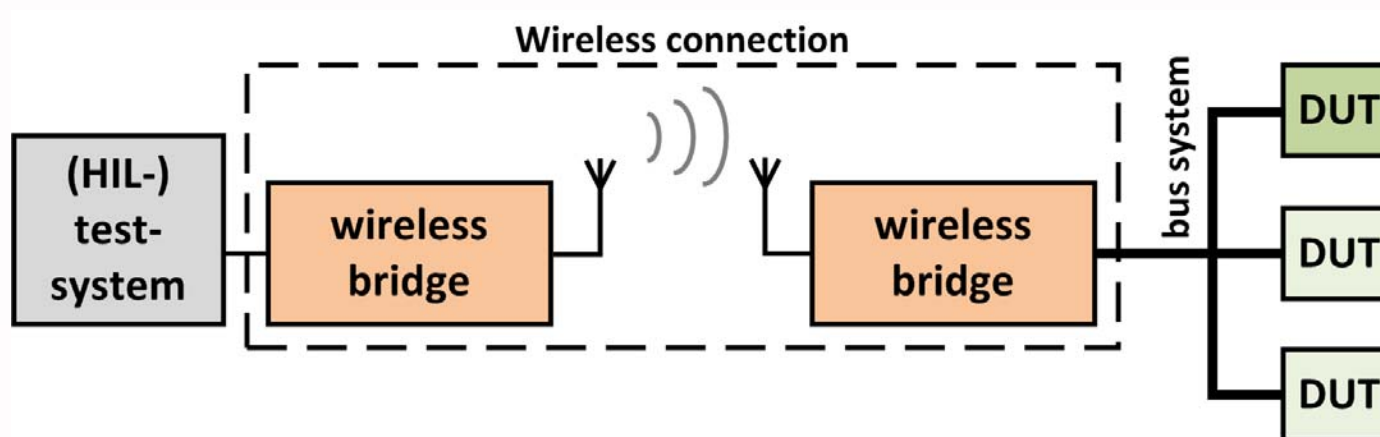 Wireless connection
(HIL-)
test-
system
wireless
bridge
wireless
bridge
bus system
DUT
DUT
DUT